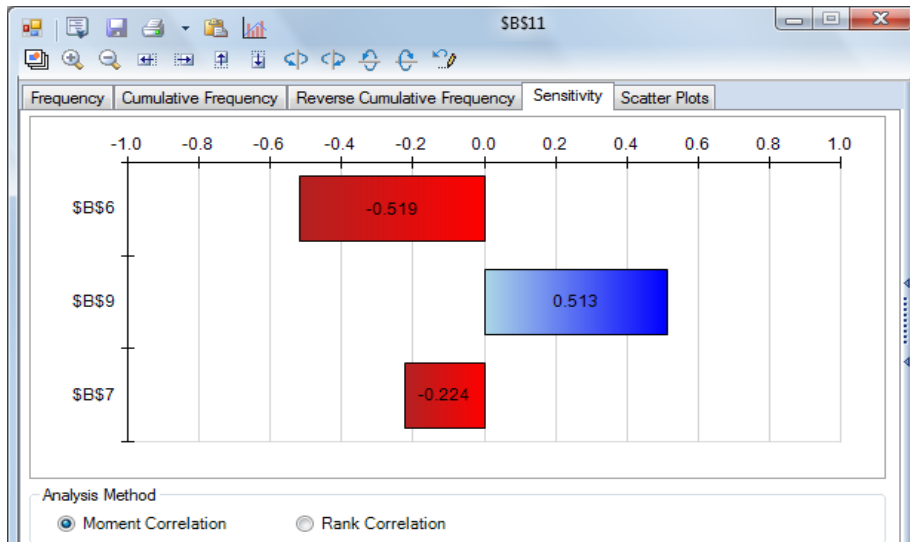 $B$11
Frequency Cumulative Frequency Reverse Cumulative Frequency Sensitivity Scatter Plots
-1.0 -0.8 -0.6 -0.4 -0.2 0.0 0.2 0.4 0.6 0.8 1.0
$B$6 -0.519
$B$9 0.513
$B$7 -0.224
Analysis Method
Moment Correlation Rank Correlation